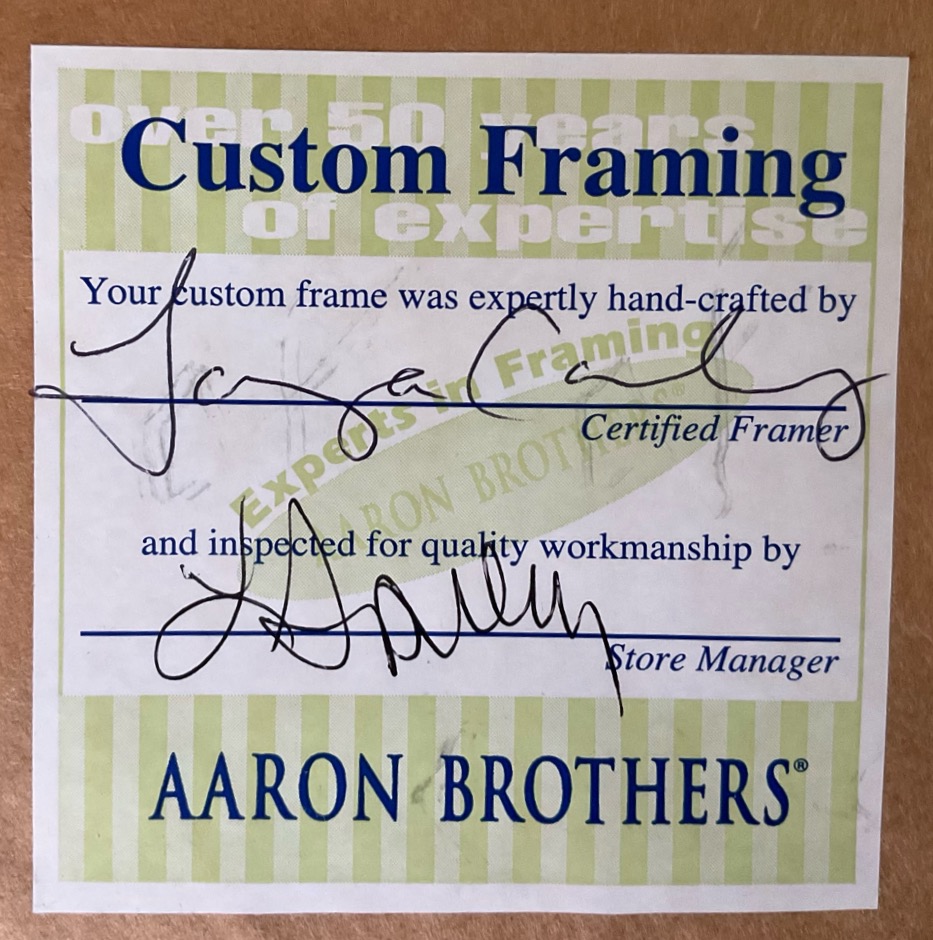 over 50 years
Custom Framing
of expertise
Your custom frame was expertly hand-crafted by
Certified Framer
Experts in Framing
AARON BROTHERS®
and inspected for quality workmanship by
Store Manager
AARON BROTHERS®